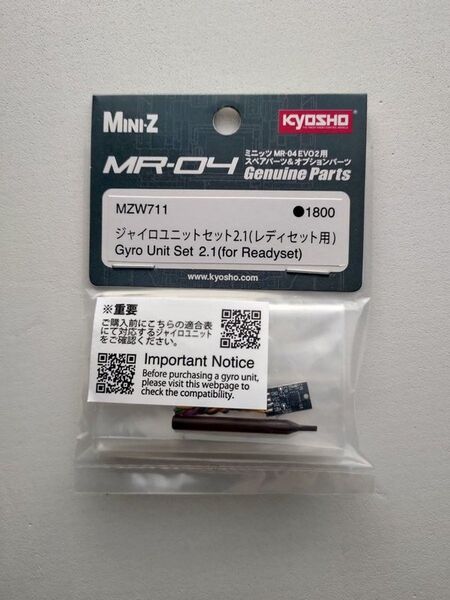 MINI-Z
KYOSHO
MR-04
ミニッツ MR-04 EVO2用
スペアパーツ&オプションパーツ
Genuine Parts
MZW711
●1800
ジャイロユニットセット2.1(レディセット用)
Gyro Unit Set 2.1(for Readyset)
www.kyosho.com
※重要
ご購入前にこちらの適合表
にて対応するジャイロユニット
をご確認ください。
Important Notice
Before purchasing a gyro unit,
please visit this webpage to
check the compatibility.